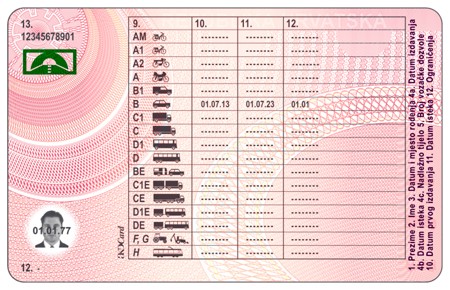 HRVATSKA
13.
12345678901
9. 10. 11. 12.
AM -------- -------- --------
A1 -------- -------- --------
A2 -------- -------- --------
A -------- -------- --------
B1 -------- -------- --------
B 01.07.13 01.07.23 01.01
C1 -------- -------- --------
C -------- -------- --------
D1 -------- -------- --------
D -------- -------- --------
BE -------- -------- --------
C1E -------- -------- --------
CE -------- -------- --------
D1E -------- -------- --------
DE -------- -------- --------
F, G -------- -------- --------
H -------- -------- --------
01.01.77
12. -
1. Prezime 2. Ime 3. Datum i mjesto rođenja 4a. Datum izdavanja
4b. Datum isteka 4c. Nadležno tijelo 5. Broj vozačke dozvole
10. Datum prvog izdavanja 11. Datum isteka 12. Ograničenja